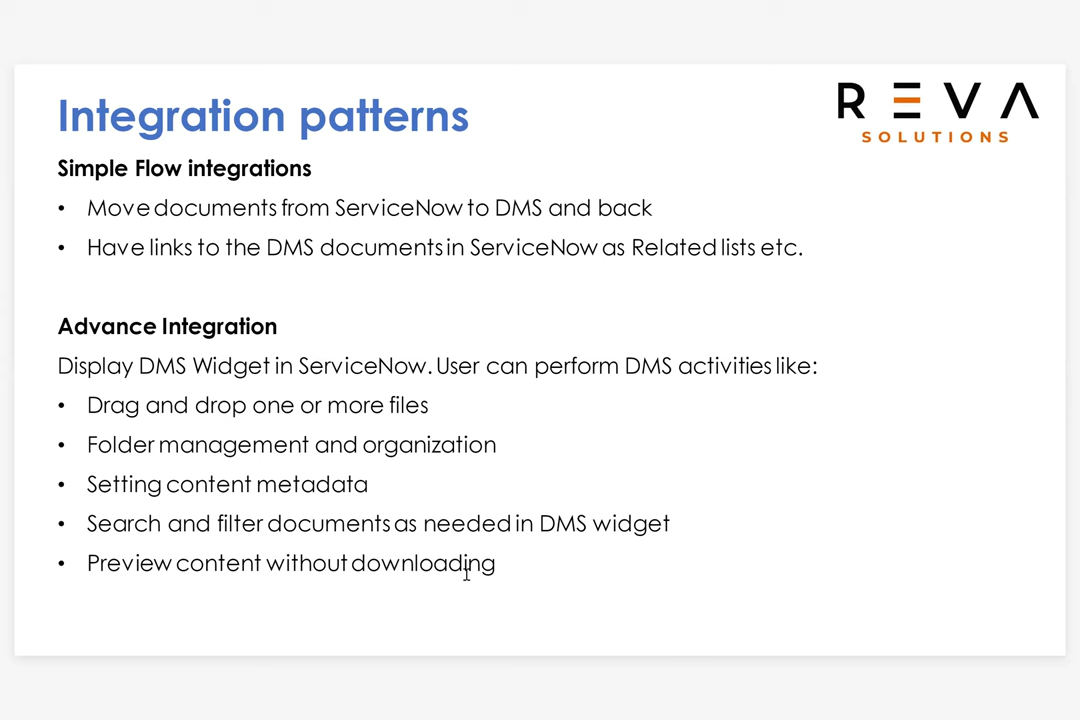 Integration patterns
REVA
SOLUTIONS
Simple Flow integrations
• Move documents from ServiceNow to DMS and back
• Have links to the DMS documents in ServiceNow as Related lists etc.
Advance Integration
Display DMS Widget in ServiceNow. User can perform DMS activities like:
• Drag and drop one or more files
• Folder management and organization
• Setting content metadata
• Search and filter documents as needed in DMS widget
• Preview content without downloading